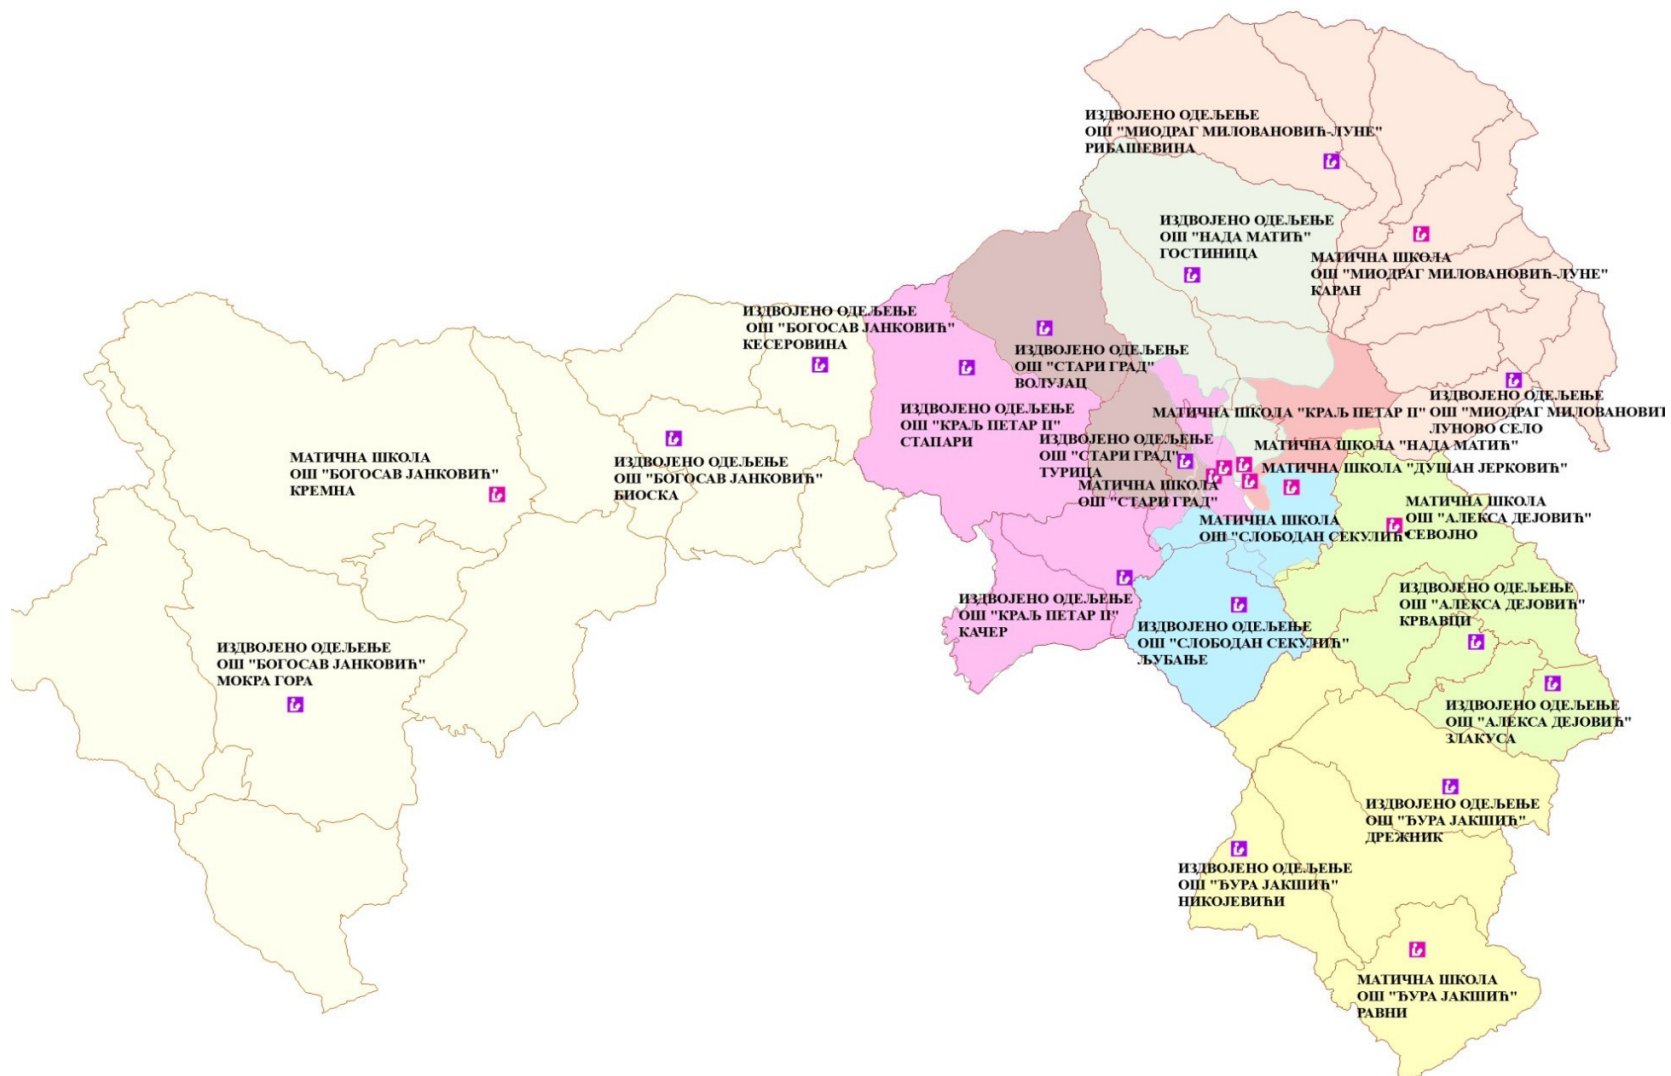 ИЗДВОЈЕНО ОДЕЉЕЊЕ
ОШ "МИОДРАГ МИЛОВАНОВИЋ-ЛУНЕ"
РИБАШЕВИНА
ИЗДВОЈЕНО ОДЕЉЕЊЕ
ОШ "НАДА МАТИЋ"
ГОСТИНИЦА
МАТИЧНА ШКОЛА
ОШ "МИОДРАГ МИЛОВАНОВИЋ-ЛУНЕ"
КАРАН
ИЗДВОЈЕНО ОДЕЉЕЊЕ
ОШ "БОГОСАВ ЈАНКОВИЋ"
КЕСЕРОВИНА
ИЗДВОЈЕНО ОДЕЉЕЊЕ
ОШ "СТАРИ ГРАД"
ВОЛУЈАЦ
ИЗДВОЈЕНО ОДЕЉЕЊЕ
ОШ "КРАЉ ПЕТАР II"
СТАПАРИ
МАТИЧНА ШКОЛА "КРАЉ ПЕТАР II"
ИЗДВОЈЕНО ОДЕЉЕЊЕ
ОШ "МИОДРАГ МИЛОВАНОВИЋ
ЛУНОВО СЕЛО
ИЗДВОЈЕНО ОДЕЉЕЊЕ
ОШ "СТАРИ ГРАД"
ТУРИЦА
МАТИЧНА ШКОЛА "НАДА МАТИЋ"
МАТИЧНА ШКОЛА "ДУШАН ЈЕРКОВИЋ"
МАТИЧНА ШКОЛА
ОШ "БОГОСАВ ЈАНКОВИЋ"
КРЕМНА
ИЗДВОЈЕНО ОДЕЉЕЊЕ
ОШ "БОГОСАВ ЈАНКОВИЋ"
БИОСКА
МАТИЧНА ШКОЛА
ОШ "СТАРИ ГРАД"
МАТИЧНА ШКОЛА
ОШ "СЛОБОДАН СЕКУЛИЋ"
МАТИЧНА ШКОЛА
ОШ "АЛЕКСА ДЕЈОВИЋ"
СЕВОЈНО
ИЗДВОЈЕНО ОДЕЉЕЊЕ
ОШ "КРАЉ ПЕТАР II"
КАЧЕР
ИЗДВОЈЕНО ОДЕЉЕЊЕ
ОШ "АЛЕКСА ДЕЈОВИЋ"
КРВАВЦИ
ИЗДВОЈЕНО ОДЕЉЕЊЕ
ОШ "СЛОБОДАН СЕКУЛИЋ"
ЉУБАЊЕ
ИЗДВОЈЕНО ОДЕЉЕЊЕ
ОШ "БОГОСАВ ЈАНКОВИЋ"
МОКРА ГОРА
ИЗДВОЈЕНО ОДЕЉЕЊЕ
ОШ "АЛЕКСА ДЕЈОВИЋ"
ЗЛАКУСА
ИЗДВОЈЕНО ОДЕЉЕЊЕ
ОШ "ЂУРА ЈАКШИЋ"
ДРЕЖНИК
ИЗДВОЈЕНО ОДЕЉЕЊЕ
ОШ "ЂУРА ЈАКШИЋ"
НИКОЈЕВИЋИ
МАТИЧНА ШКОЛА
ОШ "ЂУРА ЈАКШИЋ"
РАВНИ